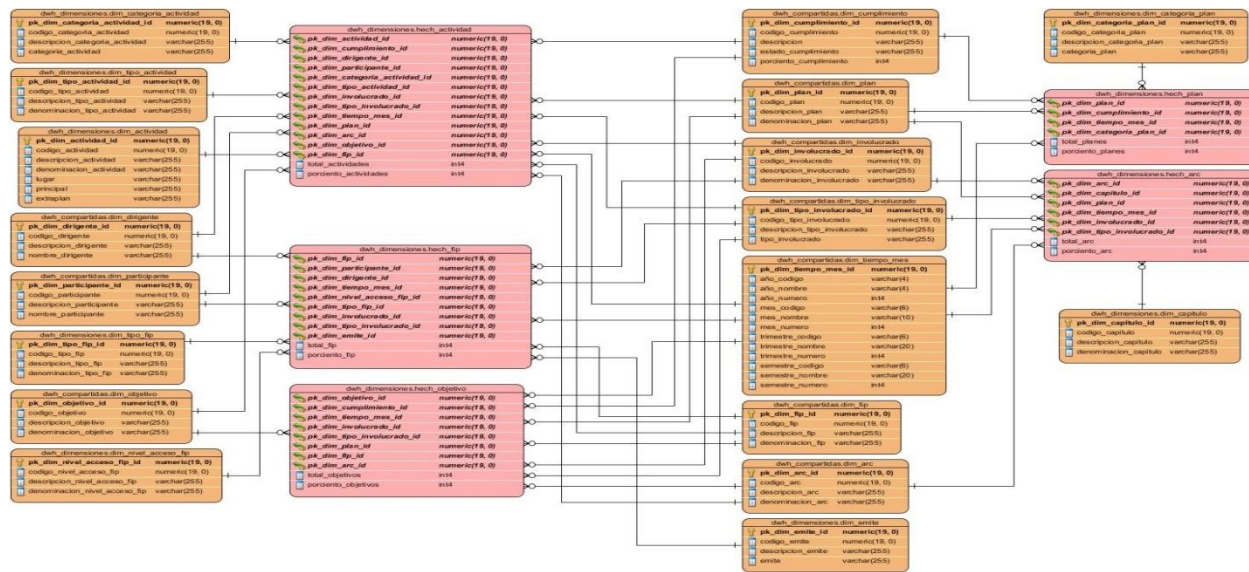 dwh_dimensiones.dim_categoria_actividad
pk_dim_categoria_actividad_id numeric(19, 0)
codigo_categoria_actividad numeric(19, 0)
descripcion_categoria_actividad varchar(255)
categoria_actividad varchar(255)
dwh_dimensiones.dim_tipo_actividad
pk_dim_tipo_actividad_id numeric(19, 0)
codigo_tipo_actividad numeric(19, 0)
descripcion_tipo_actividad varchar(255)
denominacion_tipo_actividad varchar(255)
dwh_dimensiones.dim_actividad
pk_dim_actividad_id numeric(19, 0)
codigo_actividad numeric(19, 0)
descripcion_actividad varchar(255)
denominacion_actividad varchar(255)
lugar varchar(255)
principal varchar(255)
extraplan varchar(255)
dwh_compartidas.dim_dirigente
pk_dim_dirigente_id numeric(19, 0)
codigo_dirigente numeric(19, 0)
descripcion_dirigente varchar(255)
nombre_dirigente varchar(255)
dwh_compartidas.dim_participante
pk_dim_participante_id numeric(19, 0)
codigo_participante numeric(19, 0)
descripcion_participante varchar(255)
nombre_participante varchar(255)
dwh_dimensiones.dim_tipo_fip
pk_dim_tipo_fip_id numeric(19, 0)
codigo_tipo_fip numeric(19, 0)
descripcion_tipo_fip varchar(255)
denominacion_tipo_fip varchar(255)
dwh_compartidas.dim_objetivo
pk_dim_objetivo_id numeric(19, 0)
codigo_objetivo numeric(19, 0)
descripcion_objetivo varchar(255)
denominacion_objetivo varchar(255)
dwh_dimensiones.dim_nivel_acceso_fip
pk_dim_nivel_acceso_fip_id numeric(19, 0)
codigo_nivel_acceso_fip numeric(19, 0)
descripcion_nivel_acceso_fip varchar(255)
denominacion_nivel_acceso_fip varchar(255)
dwh_dimensiones.hech_actividad
pk_dim_actividad_id numeric(19, 0)
pk_dim_cumplimiento_id numeric(19, 0)
pk_dim_dirigente_id numeric(19, 0)
pk_dim_participante_id numeric(19, 0)
pk_dim_categoria_actividad_id numeric(19, 0)
pk_dim_tipo_actividad_id numeric(19, 0)
pk_dim_involucrado_id numeric(19, 0)
pk_dim_tipo_involucrado_id numeric(19, 0)
pk_dim_tiempo_mes_id numeric(19, 0)
pk_dim_plan_id numeric(19, 0)
pk_dim_arc_id numeric(19, 0)
pk_dim_objetivo_id numeric(19, 0)
pk_dim_fip_id numeric(19, 0)
total_actividades int4
porciento_actividades int4
dwh_dimensiones.hech_fip
pk_dim_fip_id numeric(19, 0)
pk_dim_participante_id numeric(19, 0)
pk_dim_dirigente_id numeric(19, 0)
pk_dim_tiempo_mes_id numeric(19, 0)
pk_dim_nivel_acceso_fip_id numeric(19, 0)
pk_dim_tipo_fip_id numeric(19, 0)
pk_dim_involucrado_id numeric(19, 0)
pk_dim_tipo_involucrado_id numeric(19, 0)
pk_dim_emite_id numeric(19, 0)
total_fip int4
porciento_fip int4
dwh_dimensiones.hech_objetivo
pk_dim_objetivo_id numeric(19, 0)
pk_dim_cumplimiento_id numeric(19, 0)
pk_dim_tiempo_mes_id numeric(19, 0)
pk_dim_involucrado_id numeric(19, 0)
pk_dim_tipo_involucrado_id numeric(19, 0)
pk_dim_plan_id numeric(19, 0)
pk_dim_fip_id numeric(19, 0)
pk_dim_arc_id numeric(19, 0)
total_objetivos int4
porciento_objetivos int4
dwh_compartidas.dim_cumplimiento
pk_dim_cumplimiento_id numeric(19, 0)
codigo_cumplimiento numeric(19, 0)
descripcion varchar(255)
estado_cumplimiento varchar(255)
porciento_cumplimiento int4
dwh_compartidas.dim_plan
pk_dim_plan_id numeric(19, 0)
codigo_plan numeric(19, 0)
descripcion_plan varchar(255)
denominacion_plan varchar(255)
dwh_compartidas.dim_involucrado
pk_dim_involucrado_id numeric(19, 0)
codigo_involucrado numeric(19, 0)
descripcion_involucrado varchar(255)
denominacion_involucrado varchar(255)
dwh_compartidas.dim_tipo_involucrado
pk_dim_tipo_involucrado_id numeric(19, 0)
codigo_tipo_involucrado numeric(19, 0)
descripcion_tipo_involucrado varchar(255)
tipo_involucrado varchar(255)
dwh_compartidas.dim_tiempo_mes
pk_dim_tiempo_mes_id numeric(19, 0)
año_codigo varchar(4)
año_nombre varchar(4)
año_numero int4
mes_codigo varchar(6)
mes_nombre varchar(10)
mes_numero int4
trimestre_codigo varchar(6)
trimestre_nombre varchar(20)
trimestre_numero int4
semestre_codigo varchar(6)
semestre_nombre varchar(20)
semestre_numero int4
dwh_compartidas.dim_fip
pk_dim_fip_id numeric(19, 0)
codigo_fip numeric(19, 0)
descripcion_fip varchar(255)
denominacion_fip varchar(255)
dwh_compartidas.dim_arc
pk_dim_arc_id numeric(19, 0)
codigo_arc numeric(19, 0)
descripcion_arc varchar(255)
denominacion_arc varchar(255)
dwh_dimensiones.dim_emite
pk_dim_emite_id numeric(19, 0)
codigo_emite numeric(19, 0)
descripcion_emite varchar(255)
emite varchar(255)
dwh_dimensiones.dim_categoria_plan
pk_dim_categoria_plan_id numeric(19, 0)
codigo_categoria_plan numeric(19, 0)
descripcion_categoria_plan varchar(255)
categoria_plan varchar(255)
dwh_dimensiones.hech_plan
pk_dim_plan_id numeric(19, 0)
pk_dim_cumplimiento_id numeric(19, 0)
pk_dim_tiempo_mes_id numeric(19, 0)
pk_dim_categoria_plan_id numeric(19, 0)
total_planes int4
porciento_planes int4
dwh_dimensiones.hech_arc
pk_dim_arc_id numeric(19, 0)
pk_dim_capitulo_id numeric(19, 0)
pk_dim_plan_id numeric(19, 0)
pk_dim_tiempo_mes_id numeric(19, 0)
pk_dim_involucrado_id numeric(19, 0)
pk_dim_tipo_involucrado_id numeric(19, 0)
total_arc int4
porciento_arc int4
dwh_dimensiones.dim_capitulo
pk_dim_capitulo_id numeric(19, 0)
codigo_capitulo numeric(19, 0)
descripcion_capitulo varchar(255)
denominacion_capitulo varchar(255)